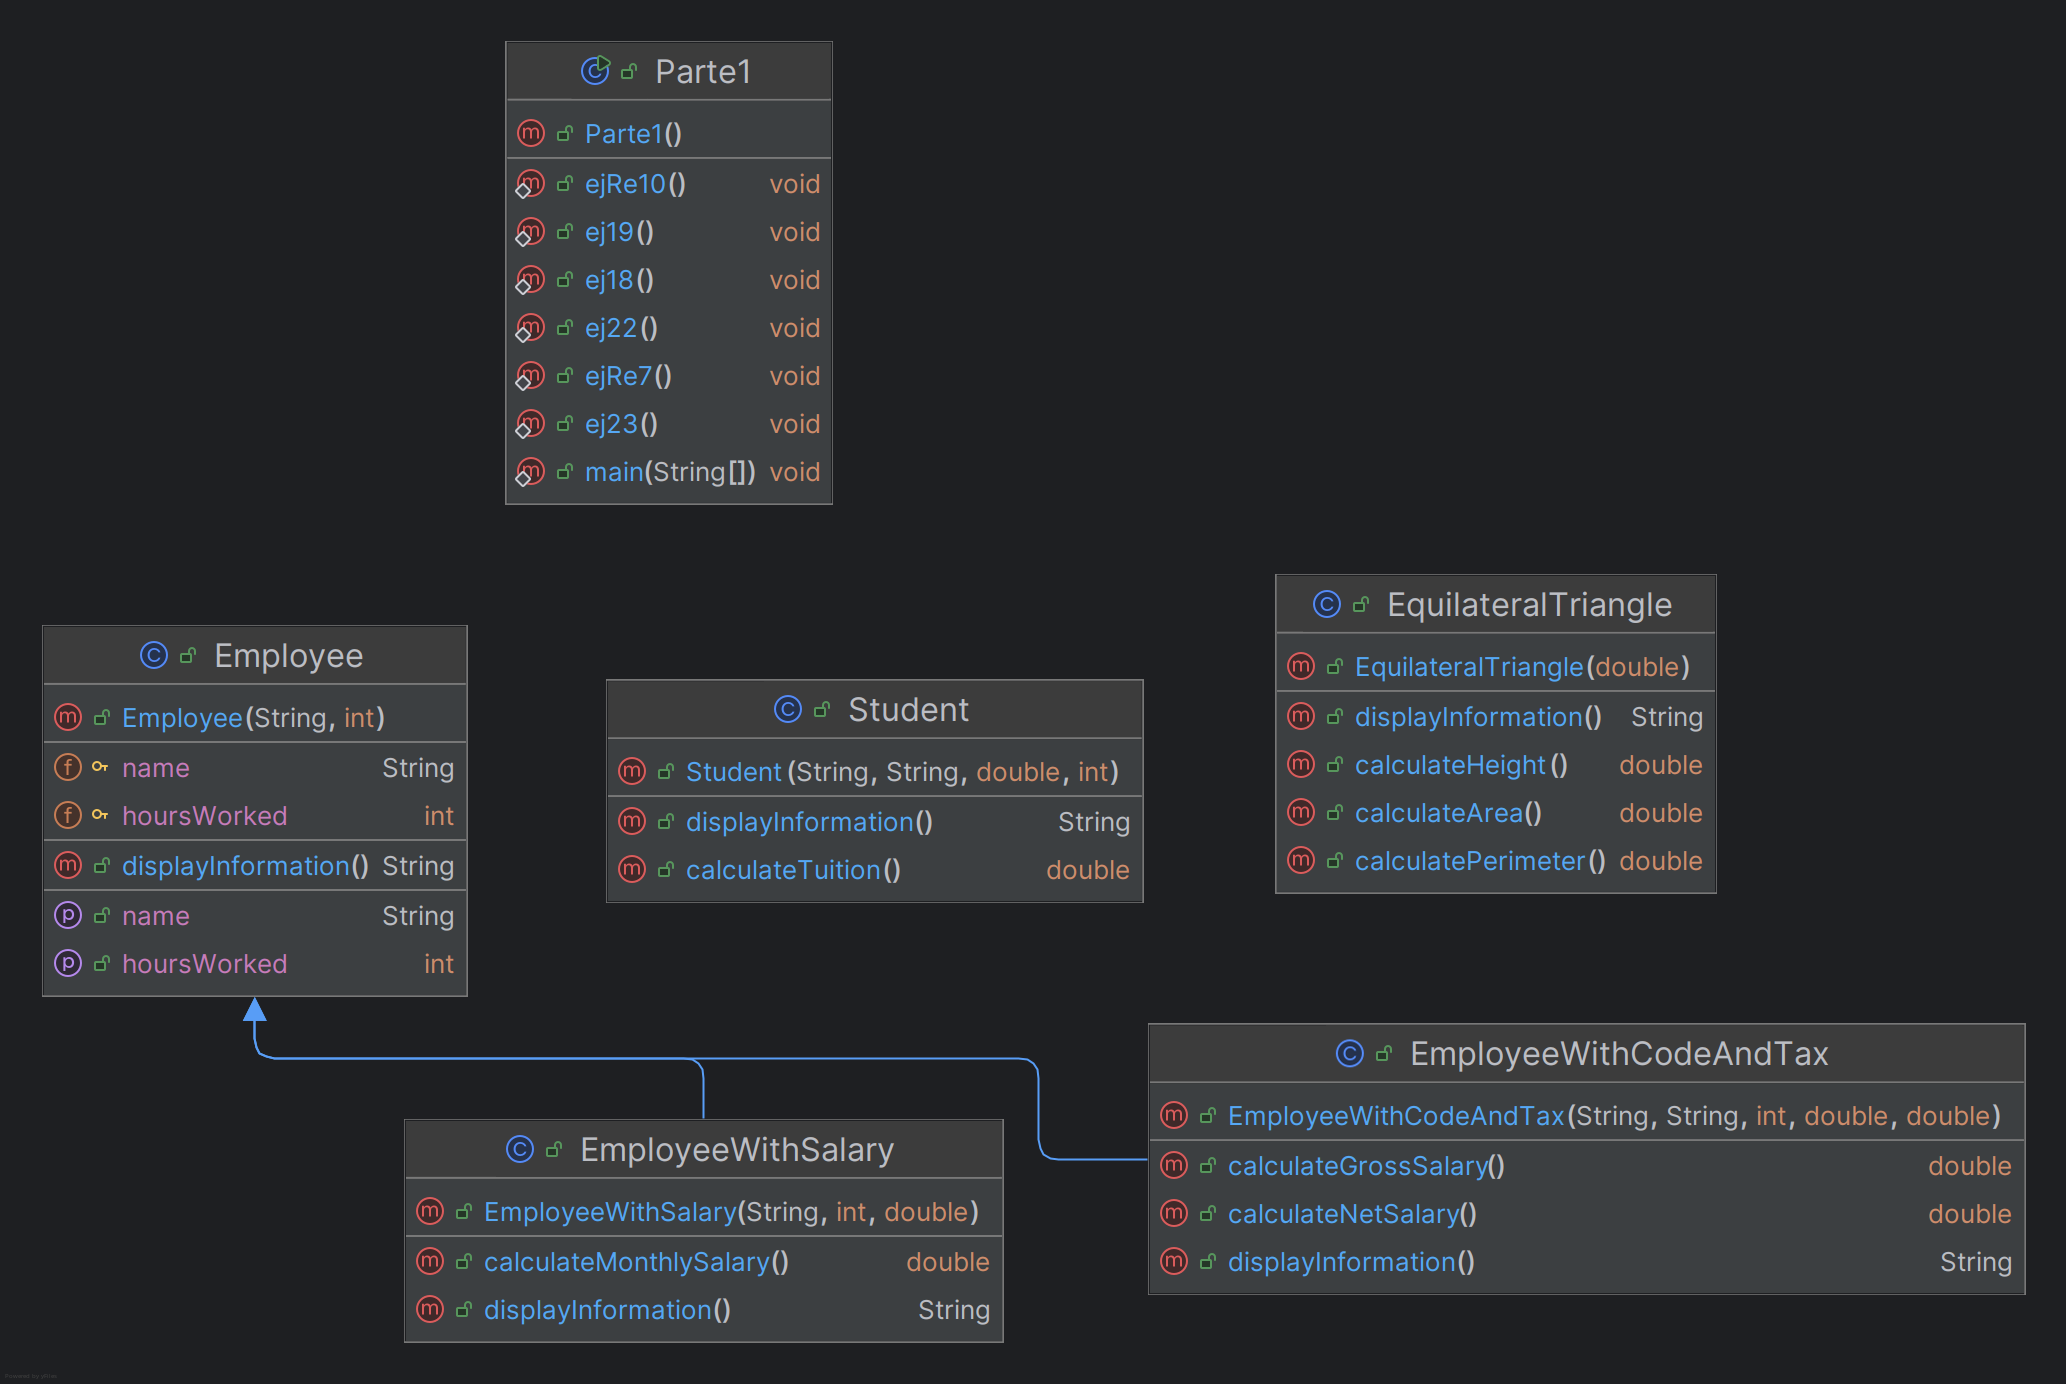 Parte1
Parte1()
ejRe10() void
ej19() void
ej18() void
ej22() void
ejRe7() void
ej23() void
main(String[]) void
Employee
Employee(String, int)
name String
hoursWorked int
displayInformation() String
name String
hoursWorked int
Student
Student(String, String, double, int)
displayInformation() String
calculateTuition() double
EquilateralTriangle
EquilateralTriangle(double)
displayInformation() String
calculateHeight() double
calculateArea() double
calculatePerimeter() double
EmployeeWithSalary
EmployeeWithSalary(String, int, double)
calculateMonthlySalary() double
displayInformation() String
EmployeeWithCodeAndTax
EmployeeWithCodeAndTax(String, String, int, double, double)
calculateGrossSalary() double
calculateNetSalary() double
displayInformation() String